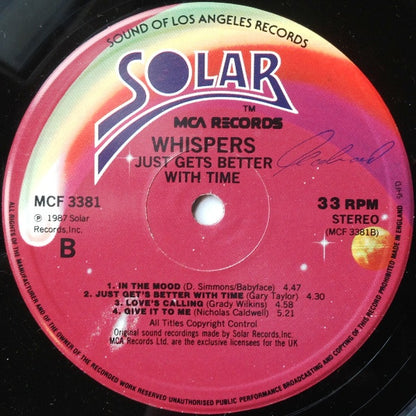 SOUND OF LOS ANGELES RECORDS
SOLAR
TM
MCA RECORDS
WHISPERS
JUST GETS BETTER
WITH TIME
MCF 3381
℗ 1987 Solar
Records, Inc.
B
33 RPM
STEREO
(MCF 3381B)
1. IN THE MOOD (D. Simmons/Babyface) 4.47
2. JUST GET'S BETTER WITH TIME (Gary Taylor) 4.30
3. LOVE'S CALLING (Grady Wilkins) 4.58
4. GIVE IT TO ME (Nicholas Caldwell) 5.21
All Titles Copyright Control
Original sound recordings made by Solar Records, Inc.
MCA Records Ltd. are the exclusive licensees for the UK
ALL RIGHTS OF THE MANUFACTURER AND OF THE OWNER OF THE RECORDED WORK RESERVED UNAUTHORISED PUBLIC PERFORMANCE BROADCASTING AND COPYING OF THIS RECORD PROHIBITED. MADE IN ENGLAND